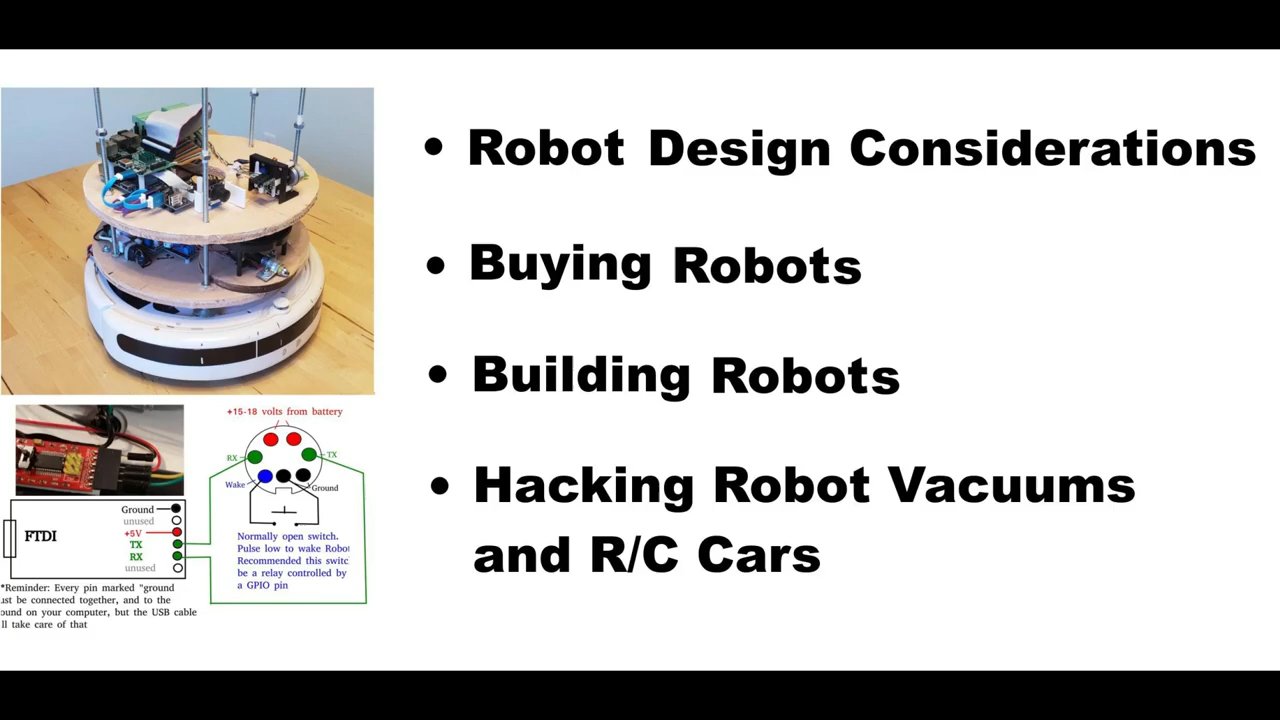 • Robot Design Considerations
• Buying Robots
• Building Robots
• Hacking Robot Vacuums
and R/C Cars
+15-18 volts from battery
RX
TX
Wake
Ground
Normally open switch.
Pulse low to wake Robot
Recommended this switc
be a relay controlled by
a GPIO pin
FTDI
Ground
unused
+5V
TX
RX
unused
*Reminder: Every pin marked "ground
ust be connected together, and to the
ound on your computer, but the USB cable
ll take care of that